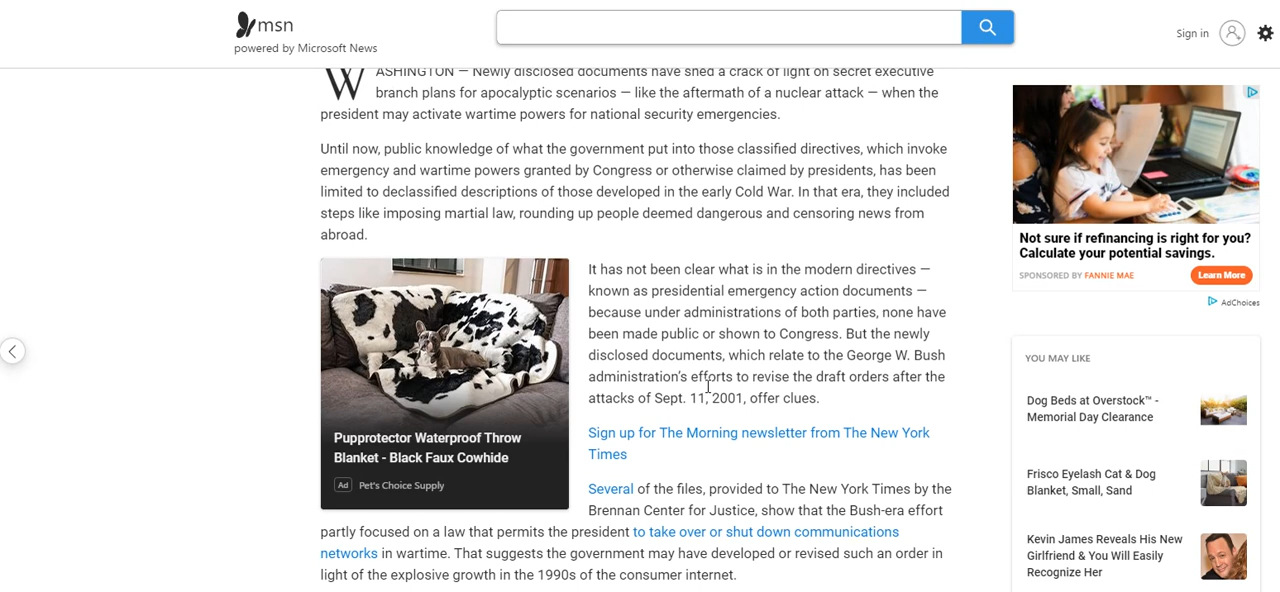 msn
powered by Microsoft News
Sign in
WASHINGTON — Newly disclosed documents have shed a crack of light on secret executive
branch plans for apocalyptic scenarios — like the aftermath of a nuclear attack — when the
president may activate wartime powers for national security emergencies.
Until now, public knowledge of what the government put into those classified directives, which invoke
emergency and wartime powers granted by Congress or otherwise claimed by presidents, has been
limited to declassified descriptions of those developed in the early Cold War. In that era, they included
steps like imposing martial law, rounding up people deemed dangerous and censoring news from
abroad.
Pupprotector Waterproof Throw
Blanket - Black Faux Cowhide
Ad Pet's Choice Supply
It has not been clear what is in the modern directives —
known as presidential emergency action documents —
because under administrations of both parties, none have
been made public or shown to Congress. But the newly
disclosed documents, which relate to the George W. Bush
administration's efforts to revise the draft orders after the
attacks of Sept. 11, 2001, offer clues.
Sign up for The Morning newsletter from The New York
Times
Several of the files, provided to The New York Times by the
Brennan Center for Justice, show that the Bush-era effort
partly focused on a law that permits the president to take over or shut down communications
networks in wartime. That suggests the government may have developed or revised such an order in
light of the explosive growth in the 1990s of the consumer internet.
Not sure if refinancing is right for you?
Calculate your potential savings.
SPONSORED BY FANNIE MAE
Learn More
AdChoices
YOU MAY LIKE
Dog Beds at Overstock™ -
Memorial Day Clearance
Frisco Eyelash Cat & Dog
Blanket, Small, Sand
Kevin James Reveals His New
Girlfriend & You Will Easily
Recognize Her